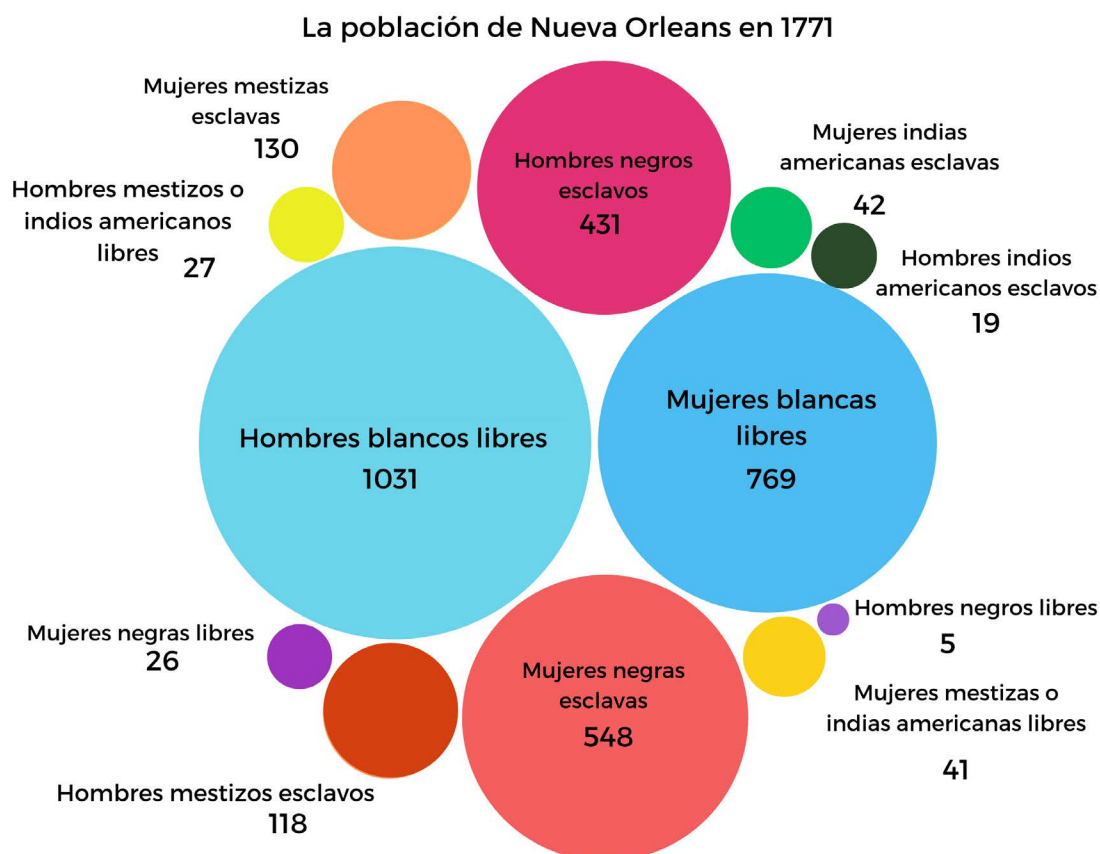 La población de Nueva Orleans en 1771
Mujeres mestizas
esclavas
130
Hombres mestizos o
indios americanos
libres
27
Hombres negros
esclavos
431
Mujeres indias
americanas esclavas
42
Hombres indios
americanos esclavos
19
Hombres blancos libres
1031
Mujeres blancas
libres
769
Mujeres negras libres
26
Hombres mestizos esclavos
118
Mujeres negras
esclavas
548
Hombres negros libres
5
Mujeres mestizas o
indias americanas libres
41